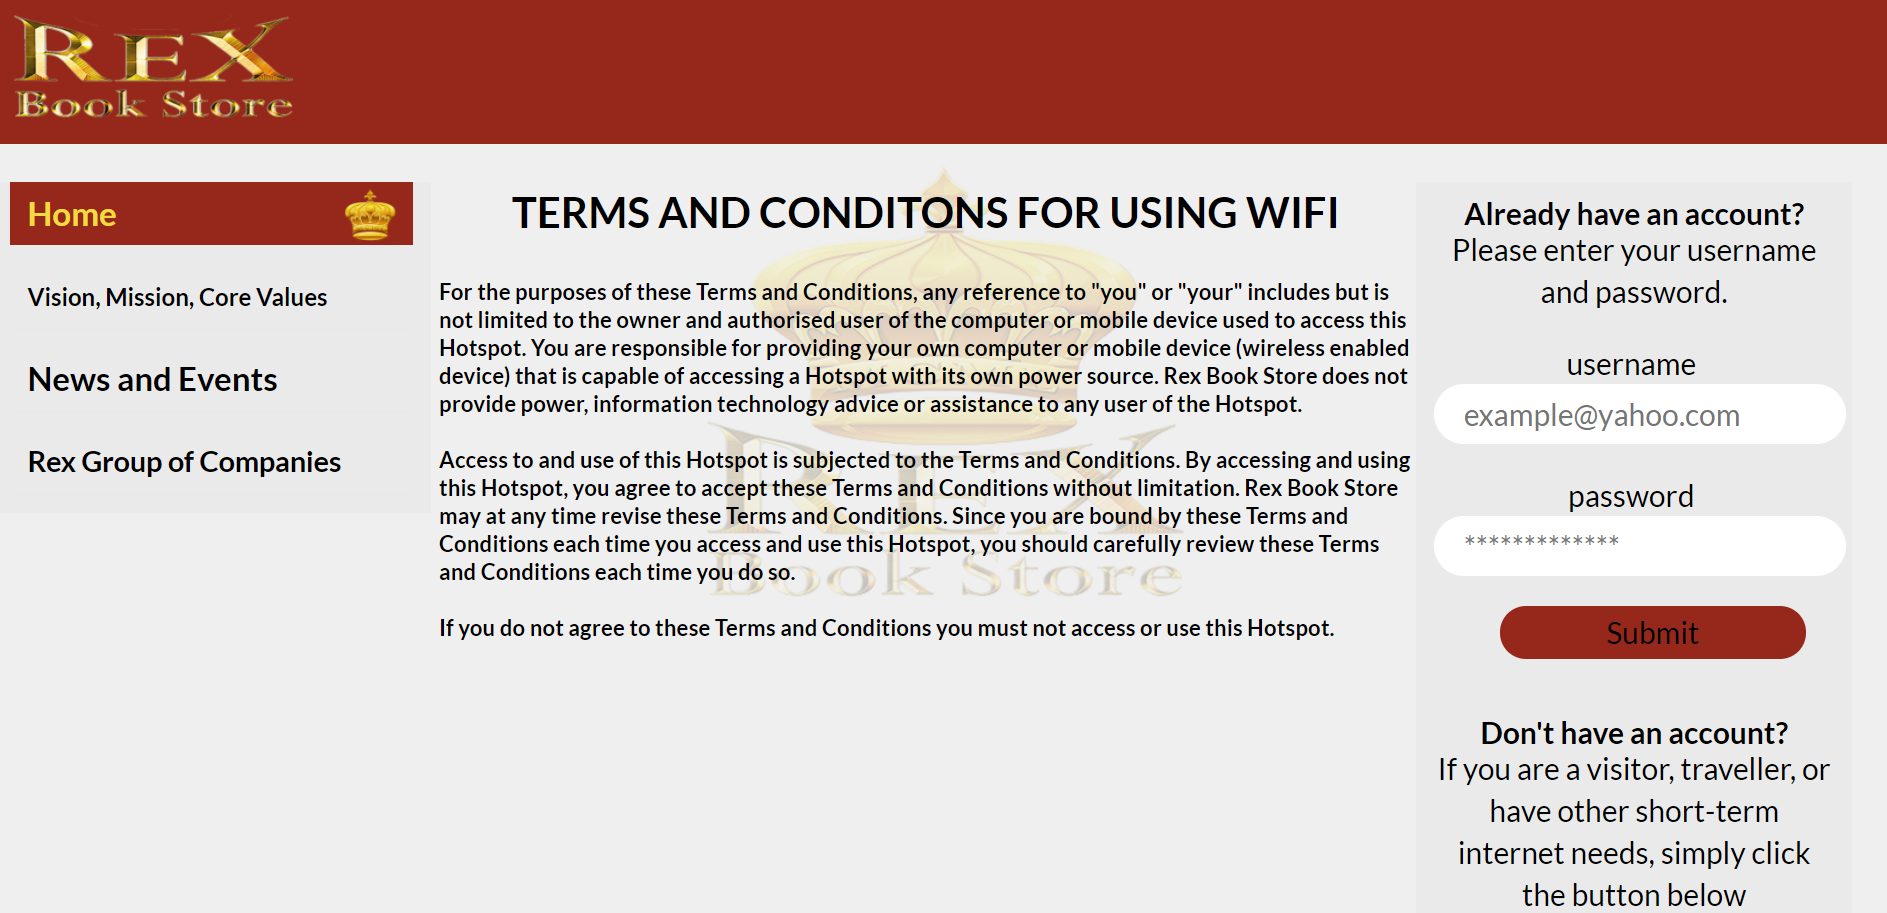 REX
Book Store
Home
Vision, Mission, Core Values
News and Events
Rex Group of Companies
TERMS AND CONDITONS FOR USING WIFI
For the purposes of these Terms and Conditions, any reference to "you" or "your" includes but is
not limited to the owner and authorised user of the computer or mobile device used to access this
Hotspot. You are responsible for providing your own computer or mobile device (wireless enabled
device) that is capable of accessing a Hotspot with its own power source. Rex Book Store does not
provide power, information technology advice or assistance to any user of the Hotspot.
Access to and use of this Hotspot is subjected to the Terms and Conditions. By accessing and using
this Hotspot, you agree to accept these Terms and Conditions without limitation. Rex Book Store
may at any time revise these Terms and Conditions. Since you are bound by these Terms and
Conditions each time you access and use this Hotspot, you should carefully review these Terms
and Conditions each time you do so.
If you do not agree to these Terms and Conditions you must not access or use this Hotspot.
REX
Book Store
Already have an account?
Please enter your username
and password.
username
example@yahoo.com
password
*************
Submit
Don't have an account?
If you are a visitor, traveller, or
have other short-term
internet needs, simply click
the button below